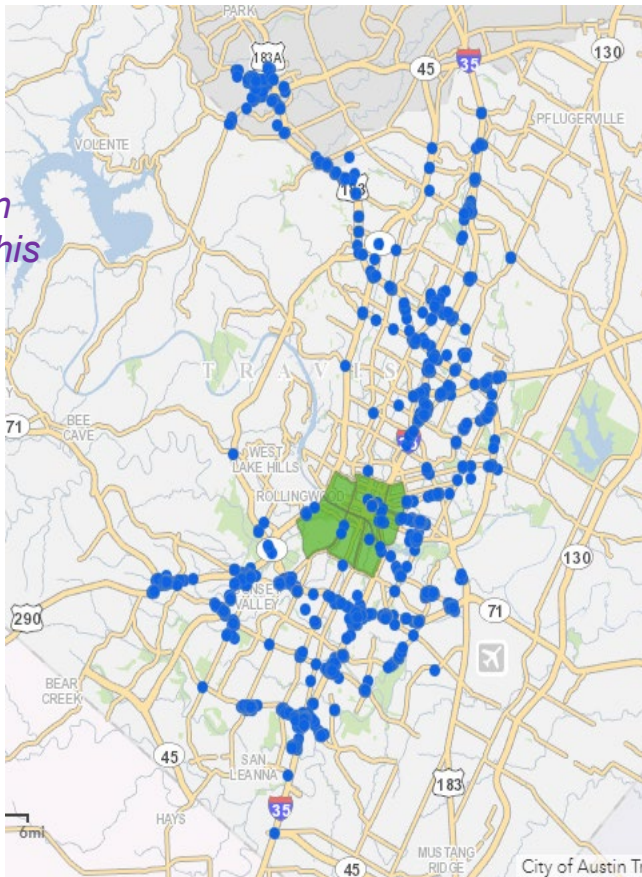 PARK
183A
35
45
130
PFLUGERVILLE
VOLENTE
his
183
T R A V I S
BEE
CAVE
71
WEST
LAKE HILLS
ROLLINGWOOD
130
VALLEY
290
71
BEAR
CREEK
45
SAN
LEANNA
183
35
HAYS
6mi
MUSTANG
RIDGE
45
City of Austin